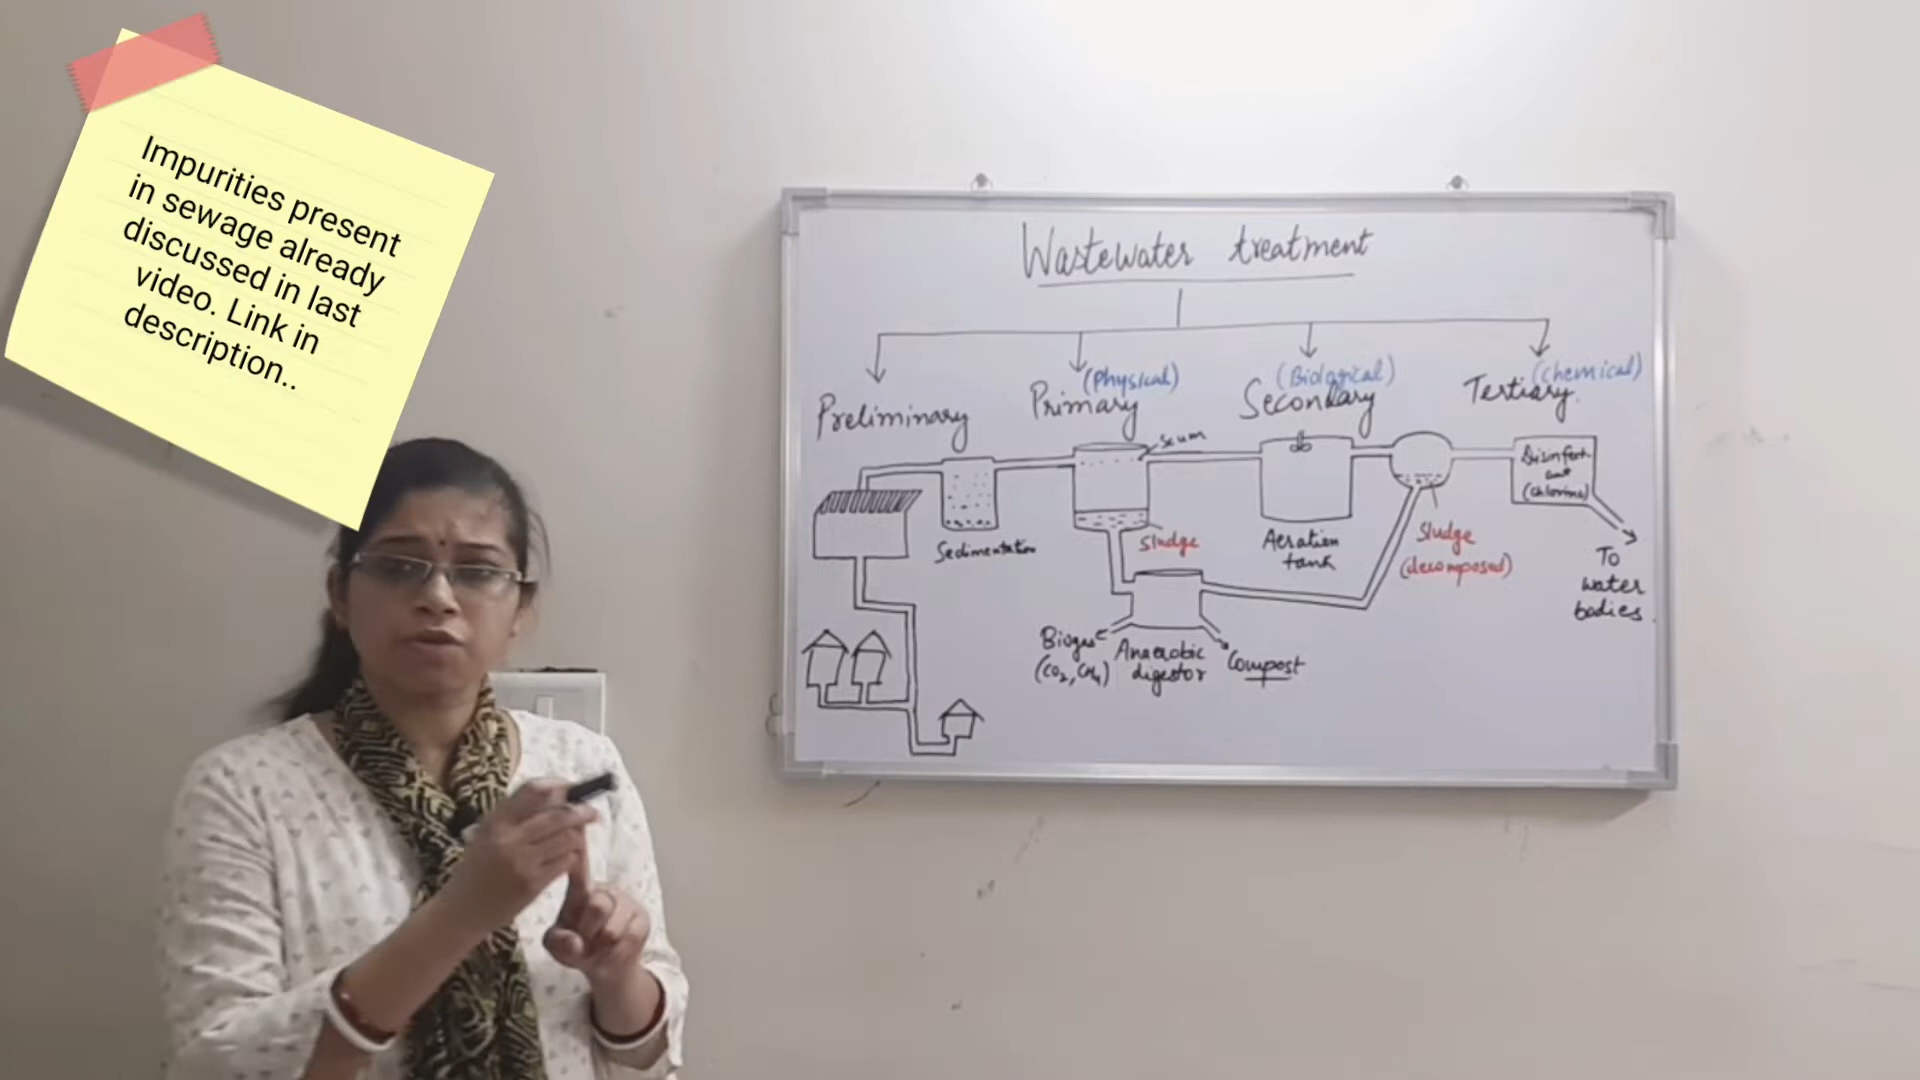 Impurities present
in sewage already
discussed in last
video. Link in
description..
Wastewater treatment
Preliminary
(Physical)
Primary
(Biological)
Secondary
(chemical)
Tertiary.
Scum
Sedimentation
Sludge
Aeration
tank
Sludge
(decomposed)
Disinfect-
ant
(chlorine)
To
water
bodies.
Biogas
(CO2, CH4)
Anaerobic
digestor
Compost